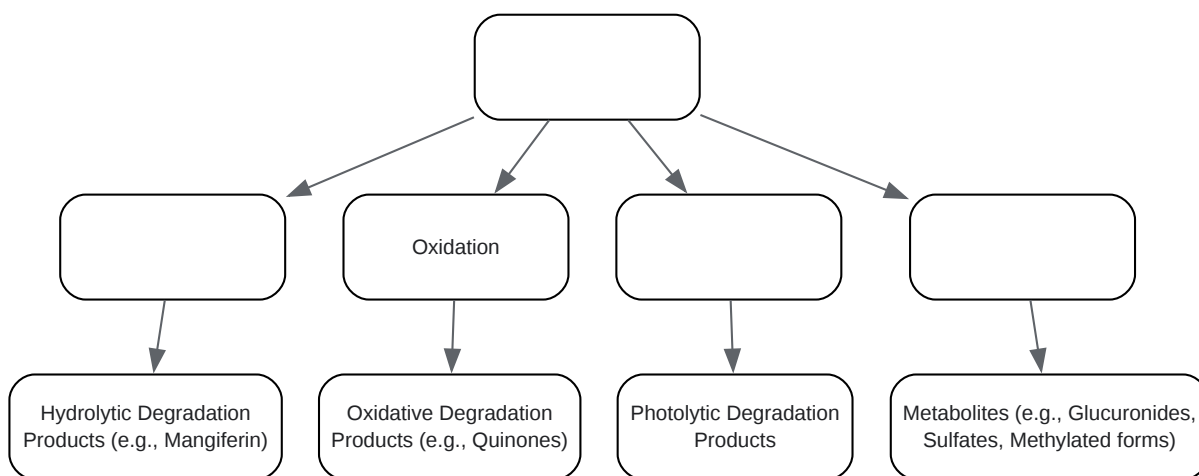 Oxidation
Hydrolytic Degradation
Products (e.g., Mangiferin)
Oxidative Degradation
Products (e.g., Quinones)
Photolytic Degradation
Products
Metabolites (e.g., Glucuronides,
Sulfates, Methylated forms)